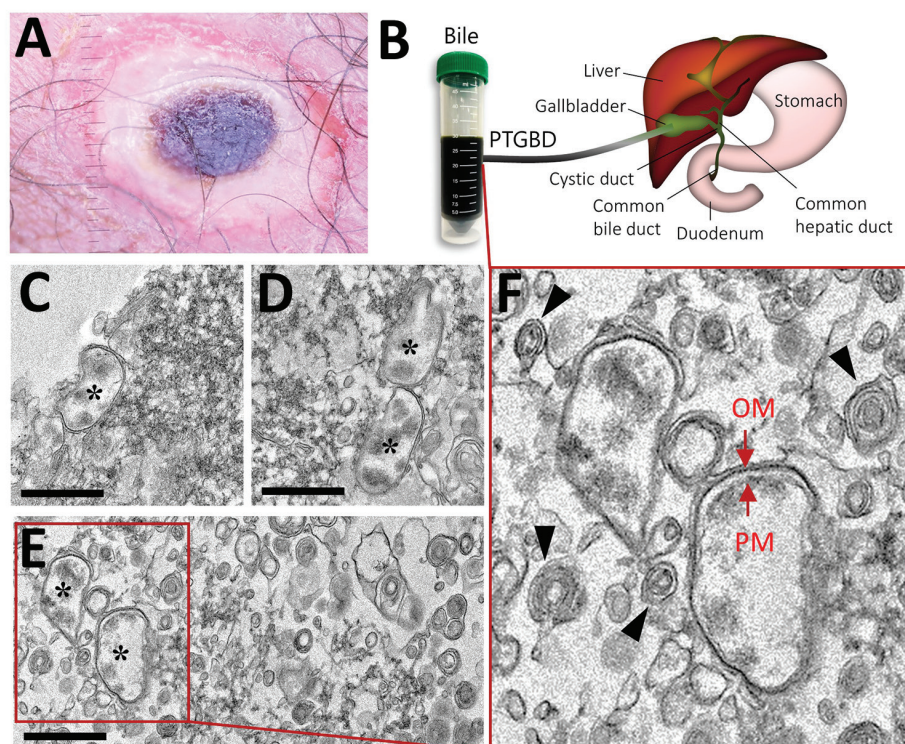 A
B
Bile
Liver
Gallbladder
Stomach
PTGBD
Cystic duct
Common
bile duct
Duodenum
Common
hepatic duct
C
*
D
*
*
E
*
*
F
OM
PM